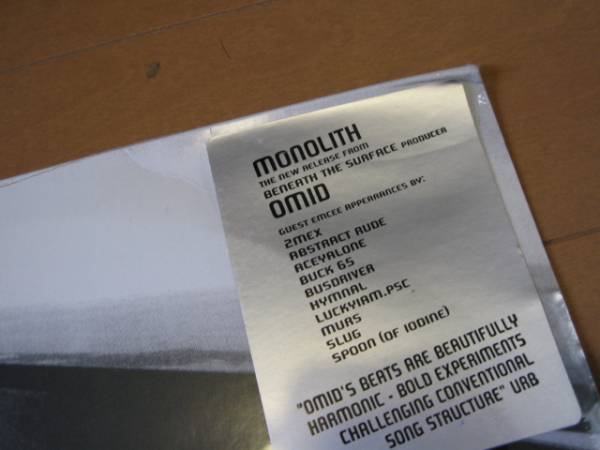 MONOLITH
THE NEW RELEASE FROM
BENEATH THE SURFACE PRODUCER
OMID
GUEST EMCEE APPEARANCES BY:
2MEX
ABSTRACT RUDE
ACEYALONE
BUCK 65
BUSDRIVER
HYMNAL
LUCKYIAM.PSC
MURS
SLUG
SPOON (OF IODINE)
"OMID'S BEATS ARE BEAUTIFULLY
HARMONIC - BOLD EXPERIMENTS
CHALLENGING CONVENTIONAL
SONG STRUCTURE" URB